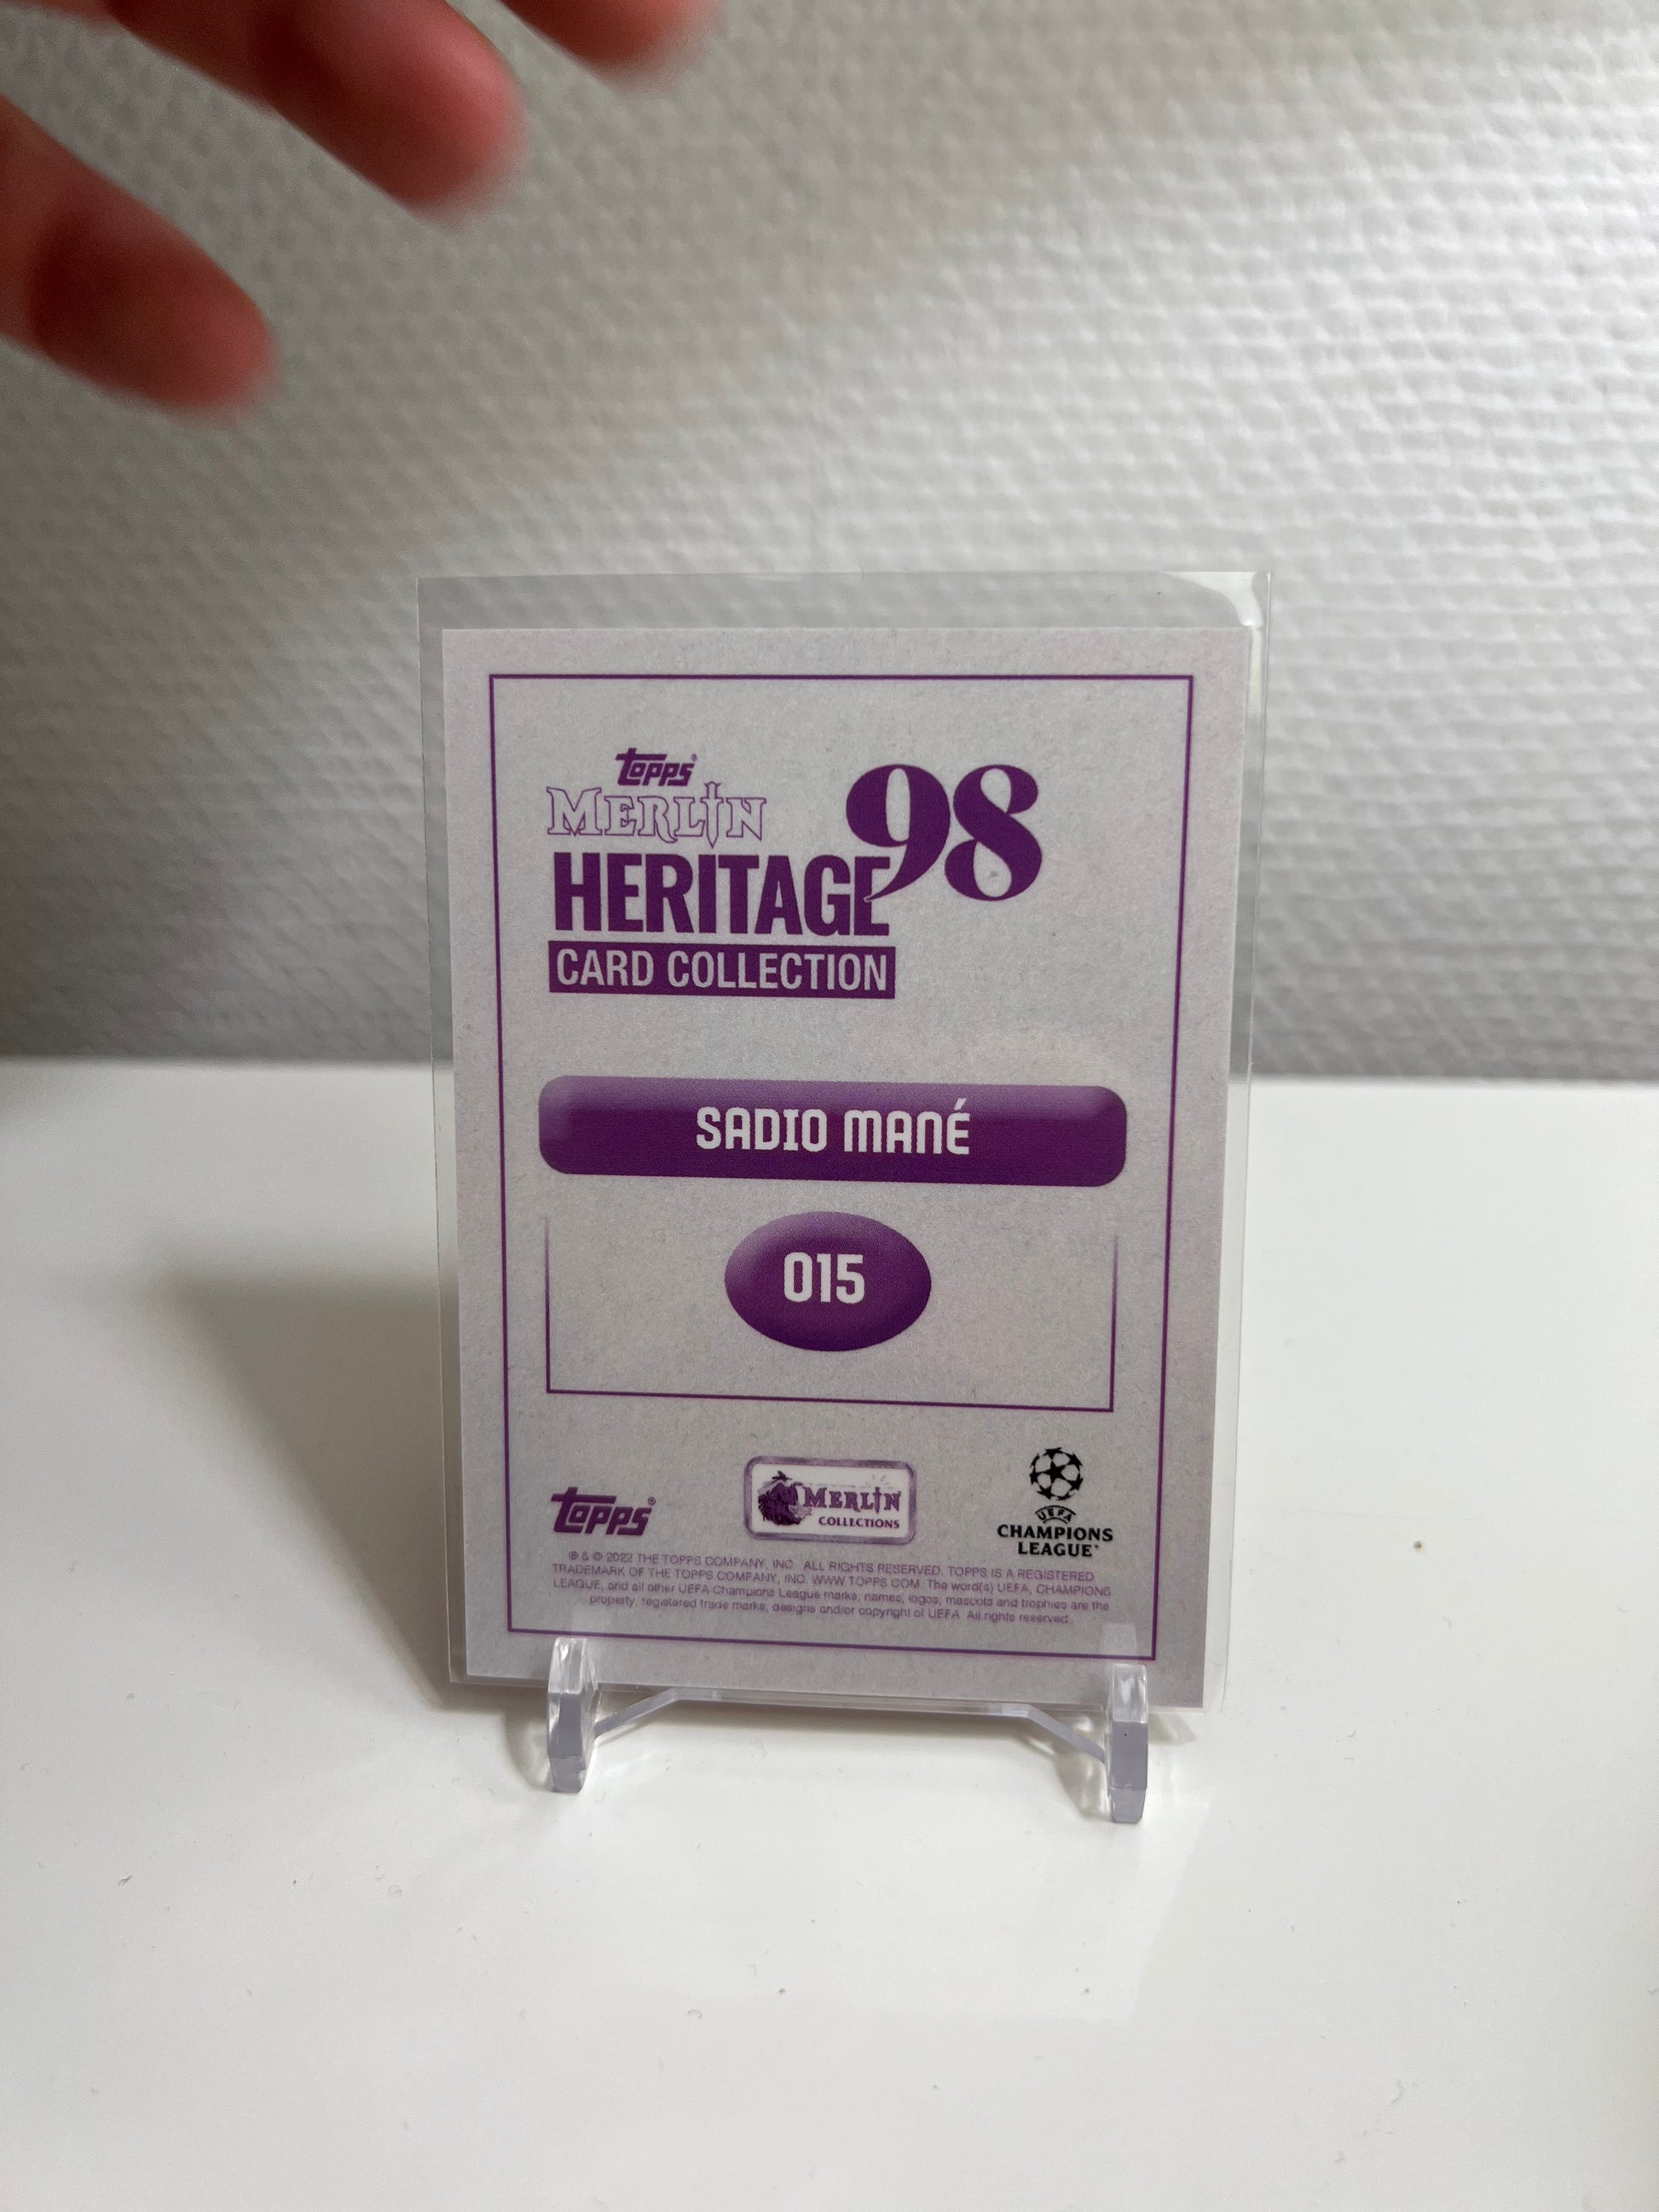 topps®
MERLIN
98
HERITAGE
CARD COLLECTION
SADIO MANÉ
015
topps®
MERLIN
COLLECTIONS
UEFA
CHAMPIONS
LEAGUE™
® & © 2022 THE TOPPS COMPANY, INC. ALL RIGHTS RESERVED. TOPPS IS A REGISTERED
TRADEMARK OF THE TOPPS COMPANY, INC. WWW.TOPPS.COM. The word(s) UEFA, CHAMPIONS
LEAGUE, and all other UEFA Champions League marks, names, logos, mascots and trophies are the
property, registered trade marks, designs and/or copyright of UEFA. All rights reserved.